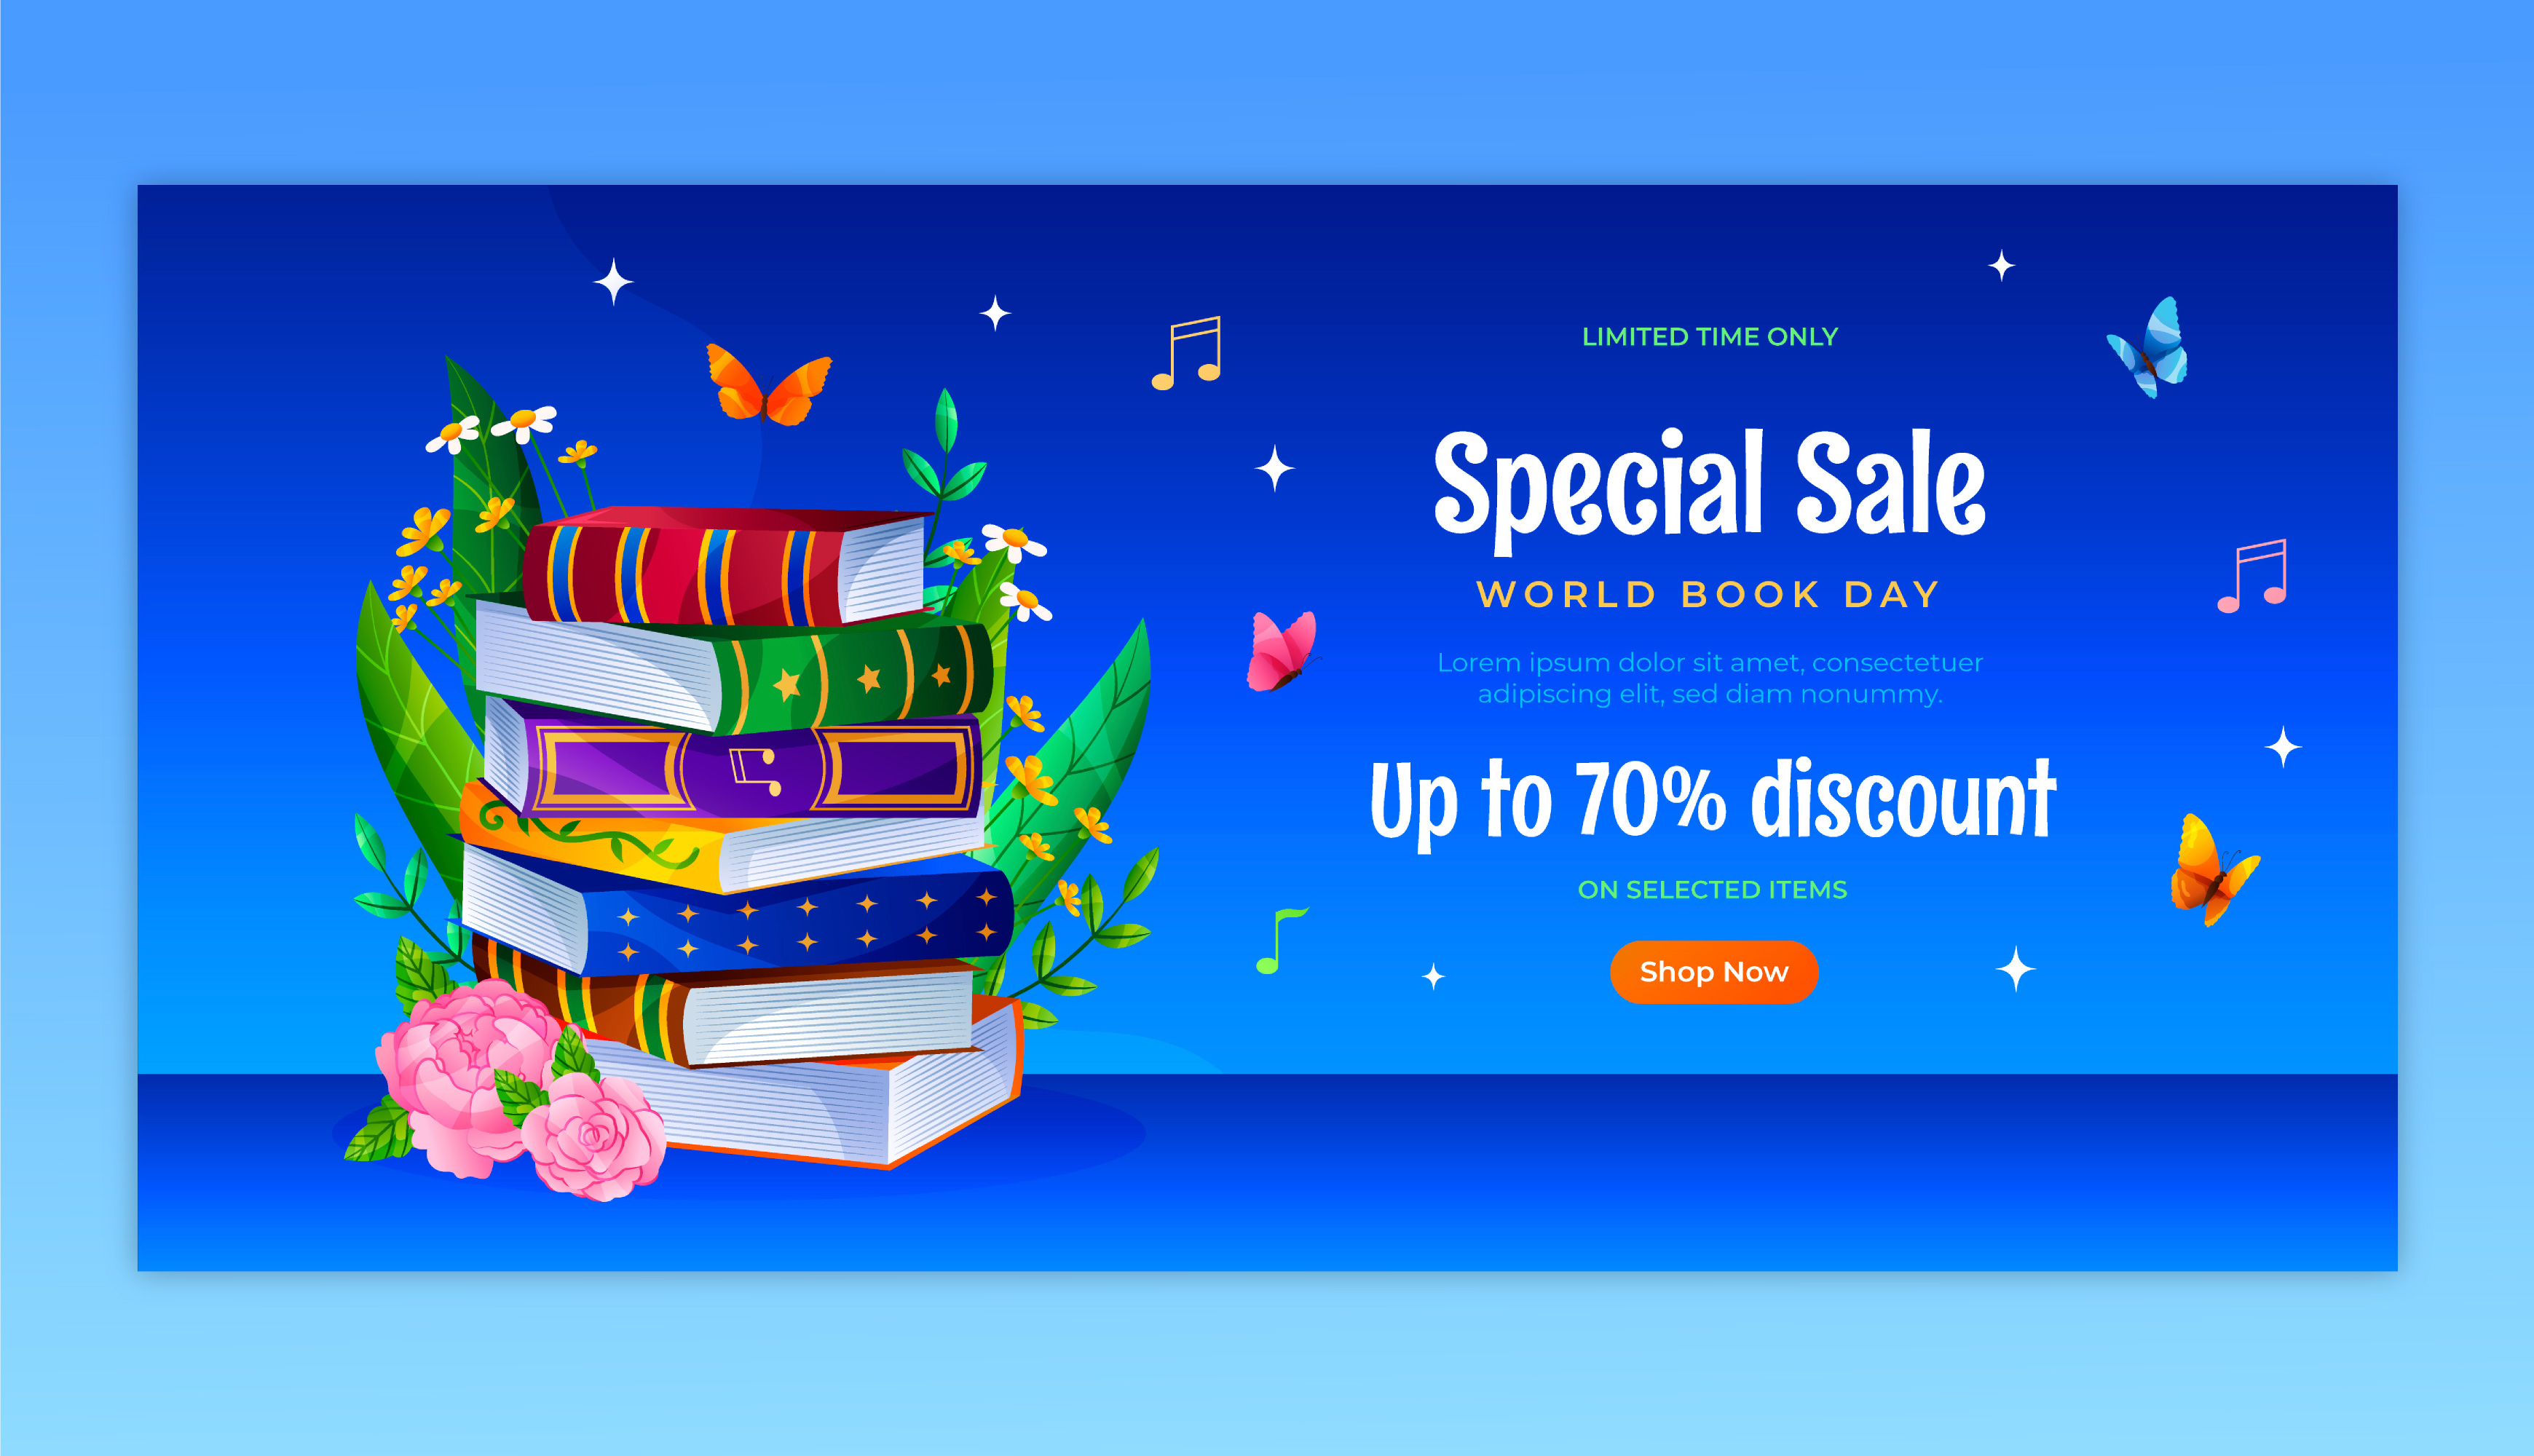 LIMITED TIME ONLY
Special Sale
WORLD BOOK DAY
Lorem ipsum dolor sit amet, consectetuer
adipiscing elit, sed diam nonummy.
Up to 70% discount
ON SELECTED ITEMS
Shop Now